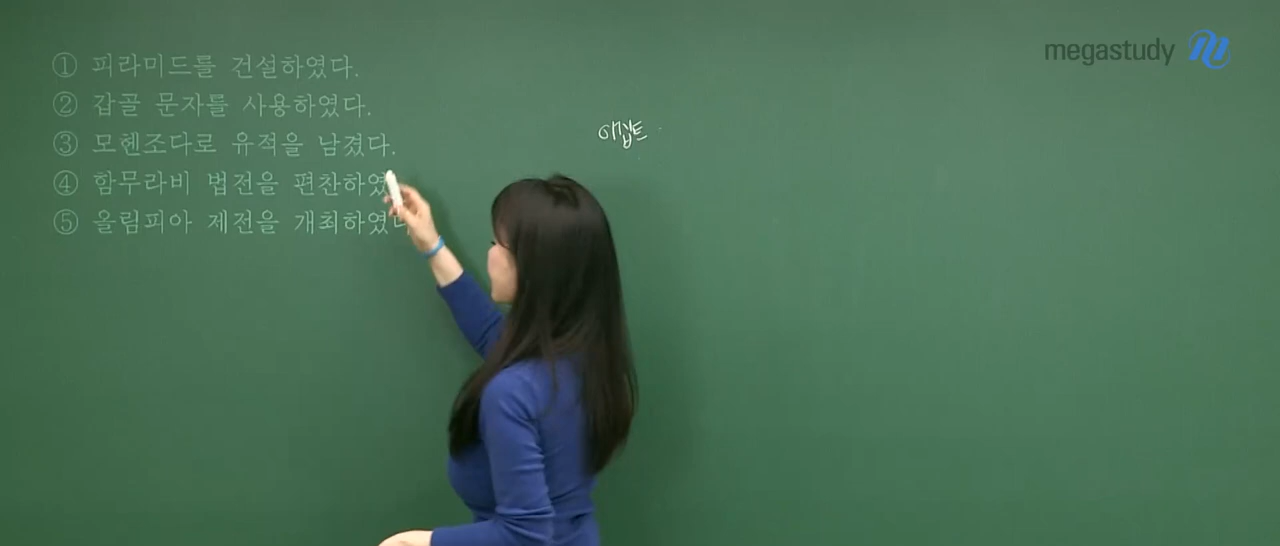 ① 피라미드를 건설하였다.
② 갑골 문자를 사용하였다.
③ 모헨조다로 유적을 남겼다.
④ 함무라비 법전을 편찬하였
⑤ 올림피아 제전을 개최하였다
이집트
megastudy